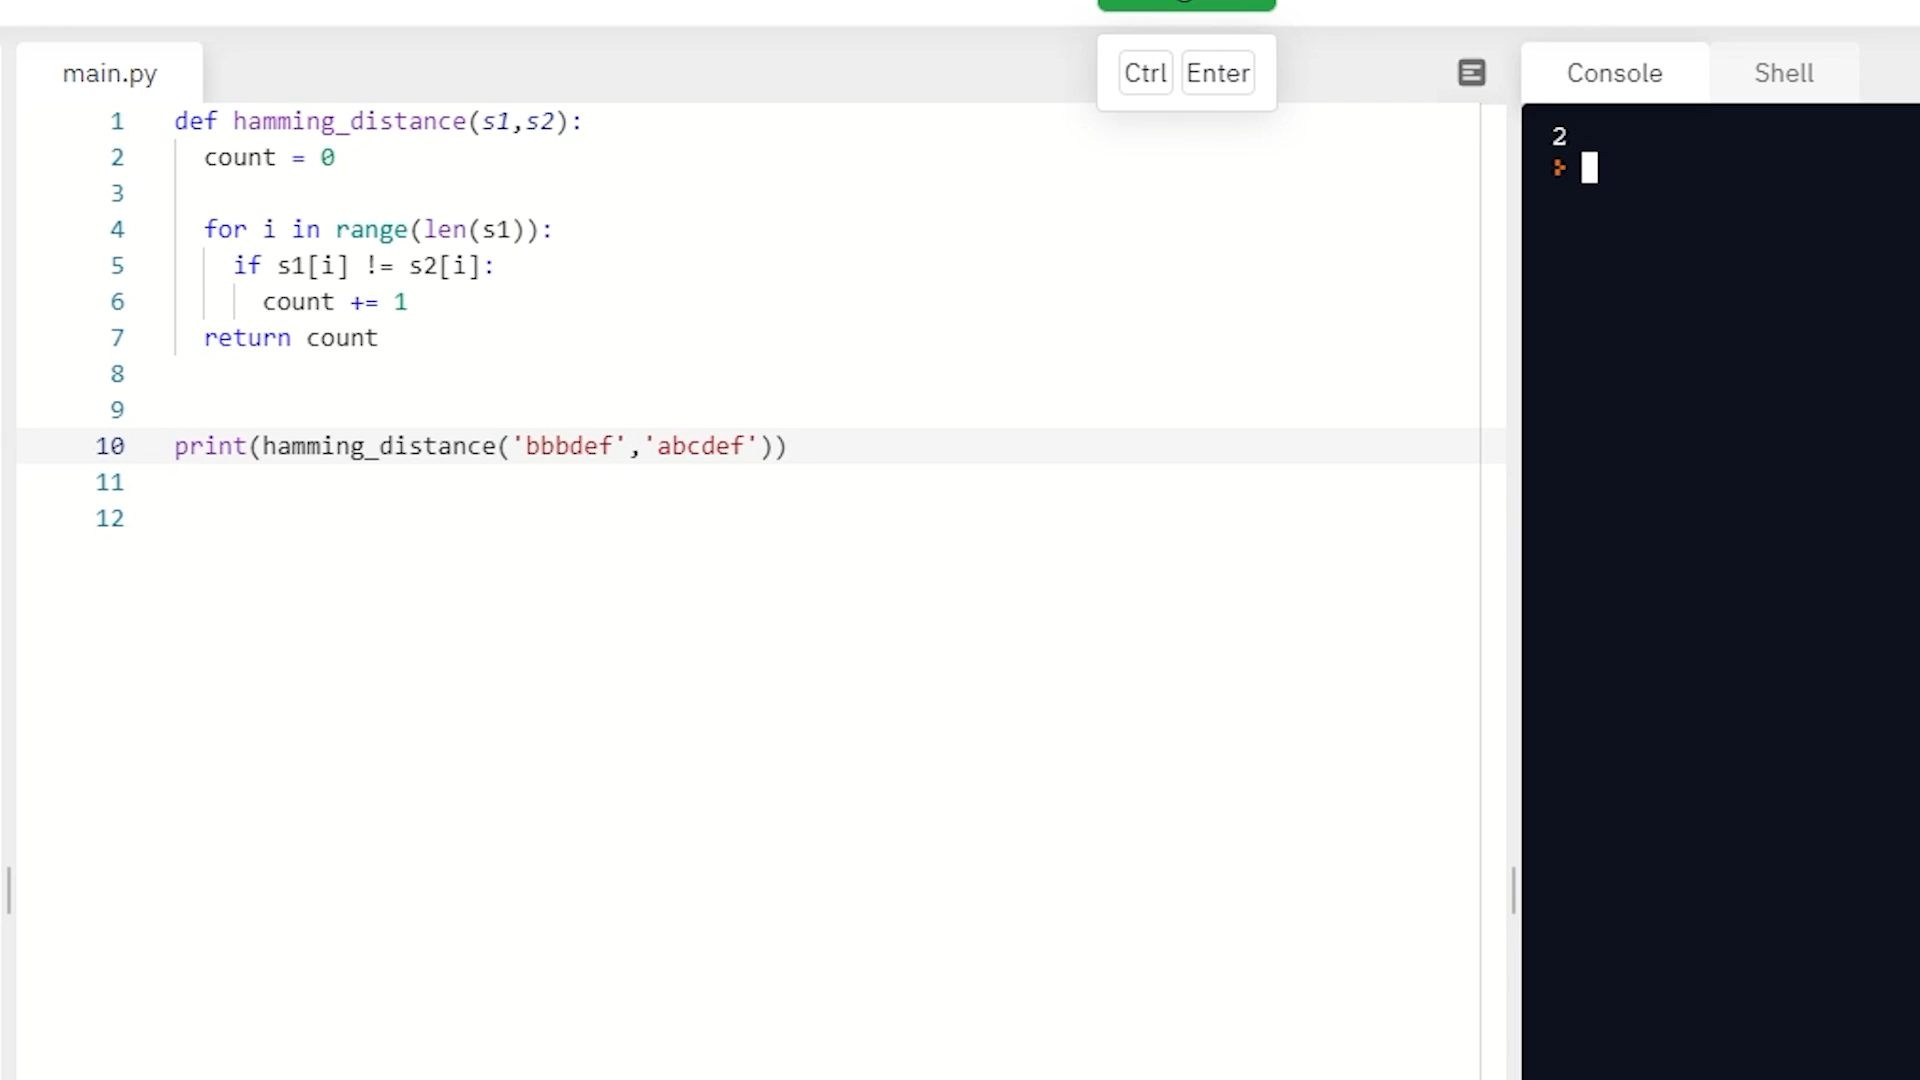 main.py
Ctrl Enter
Console Shell
1 def hamming_distance(s1,s2):
2 count = 0
3
4 for i in range(len(s1)):
5 if s1[i] != s2[i]:
6 count += 1
7 return count
8
9
10 print(hamming_distance('bbbdef','abcdef'))
11
12
2